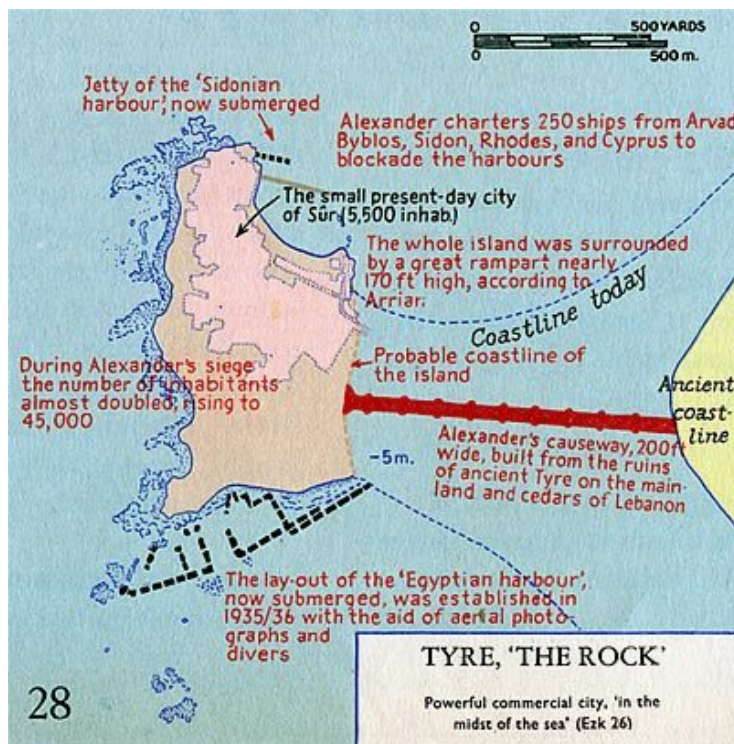 0 500 YARDS
0 500 m.
Jetty of the 'Sidonian
harbour', now submerged
Alexander charters 250 ships from Arvad
Byblos, Sidon, Rhodes, and Cyprus to
blockade the harbours
The small present-day city
of Sûr (5,500 inhab.)
The whole island was surrounded
by a great rampart nearly
170 ft high, according to
Arriar.
Coastline today
Probable coastline of
the island
During Alexander's siege
the number of inhabitants
almost doubled, rising to
45,000
Ancient
coast-
line
Alexander's causeway, 200ft
wide, built from the ruins
of ancient Tyre on the main-
land and cedars of Lebanon
-5m.
The lay-out of the 'Egyptian harbour',
now submerged, was established in
1935/36 with the aid of aerial photo-
graphs and
divers
TYRE, 'THE ROCK'
Powerful commercial city, 'in the
midst of the sea' (Ezk 26)
28